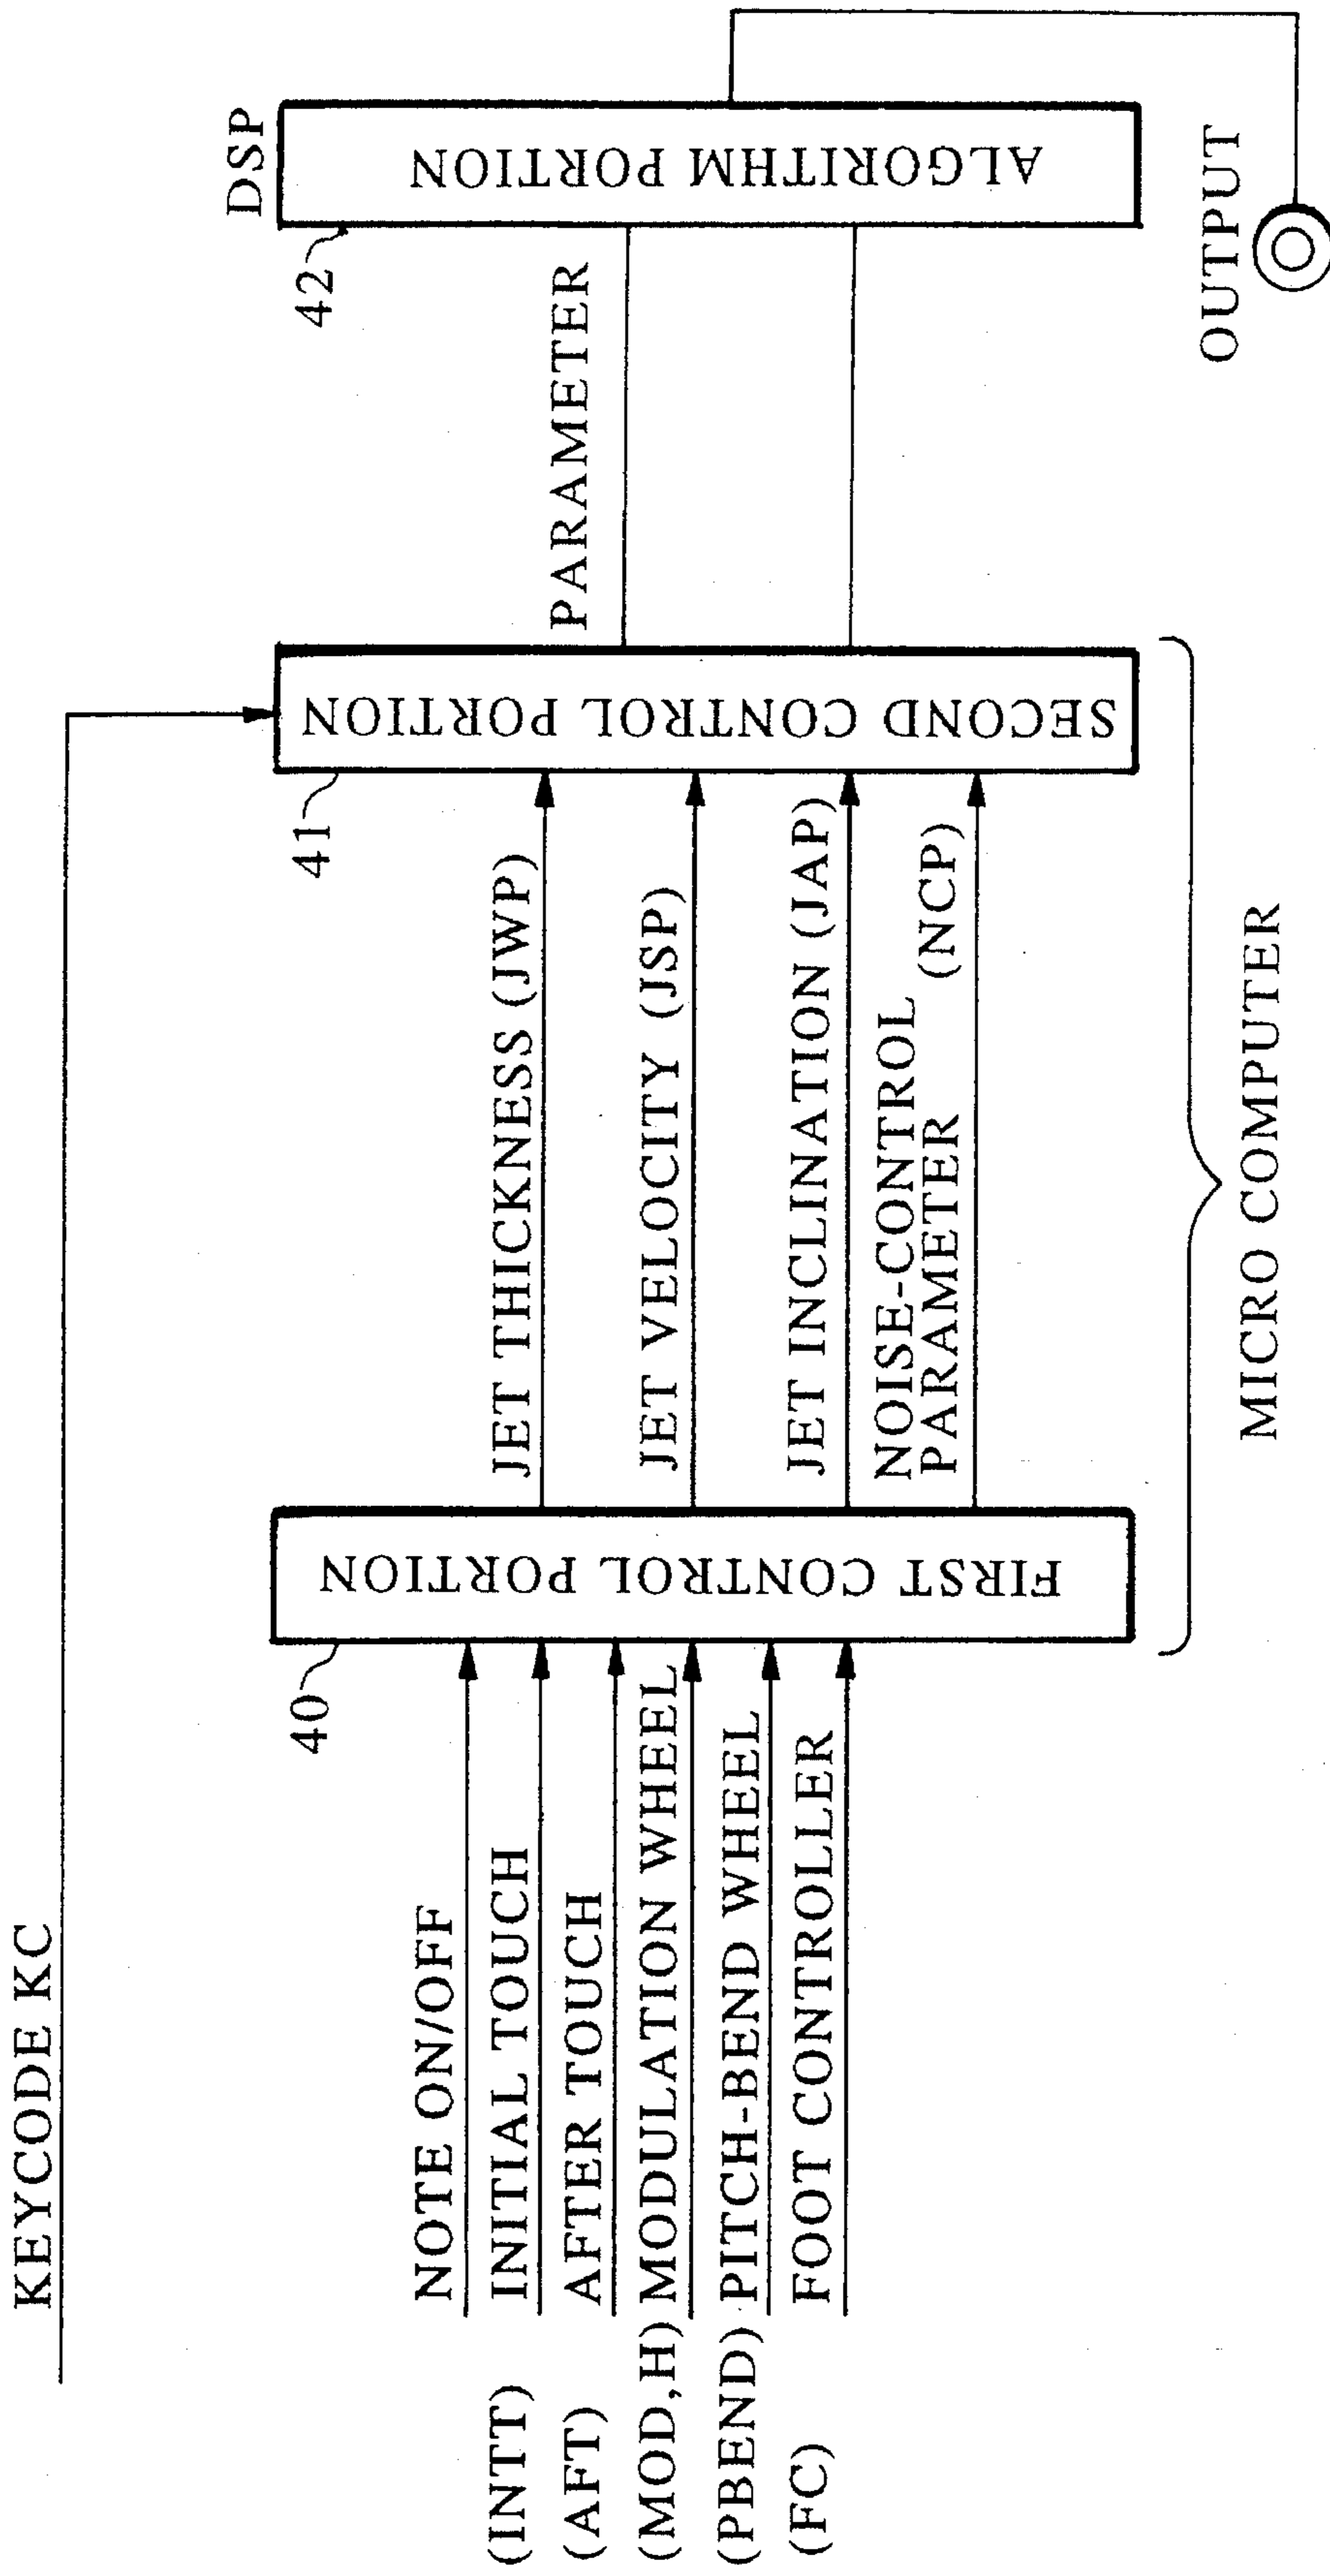 KEYCODE KC
NOTE ON/OFF
(INTT) INITIAL TOUCH
(AFT) AFTER TOUCH
(MOD,H) MODULATION WHEEL
(PBEND) PITCH-BEND WHEEL
(FC) FOOT CONTROLLER
40
FIRST CONTROL PORTION
JET THICKNESS (JWP)
JET VELOCITY (JSP)
JET INCLINATION (JAP)
NOISE-CONTROL
PARAMETER (NCP)
41
SECOND CONTROL PORTION
MICRO COMPUTER
PARAMETER
42
DSP
ALGORITHM PORTION
OUTPUT